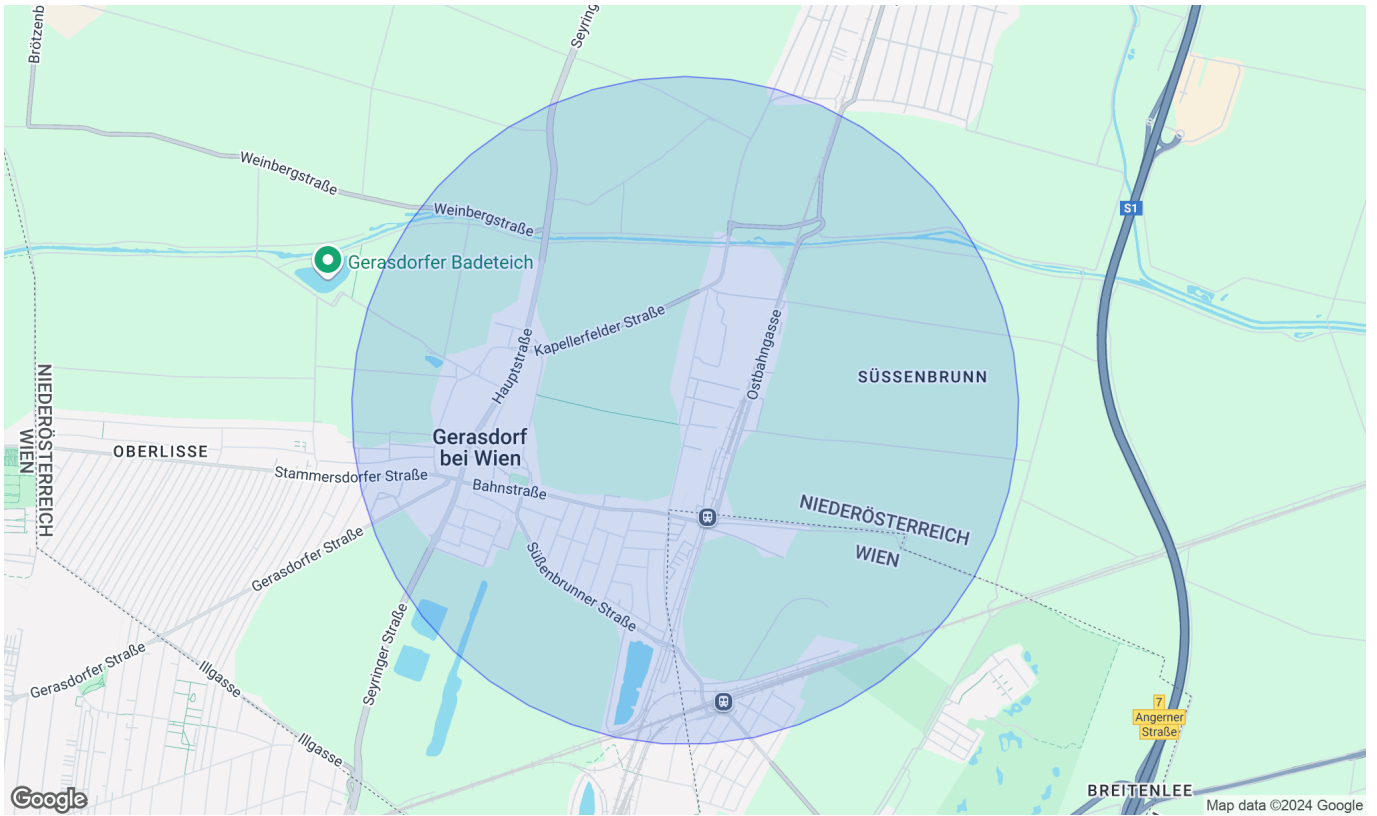 Brötzenb
Seyring
Weinbergstraße
Weinbergstraße
S1
Gerasdorfer Badeteich
Kapellerfelder Straße
Hauptstraße
Ostbahngasse
SÜSSENBRUNN
NIEDERÖSTERREICH
WIEN
OBERLISSE
Gerasdorf
bei Wien
Stammersdorfer Straße
Bahnstraße
NIEDERÖSTERREICH
WIEN
Gerasdorfer Straße
Süßenbrunner Straße
Seyringer Straße
Gerasdorfer Straße
Illgasse
Illgasse
7
Angerner
Straße
BREITENLEE
Google
Map data ©2024 Google